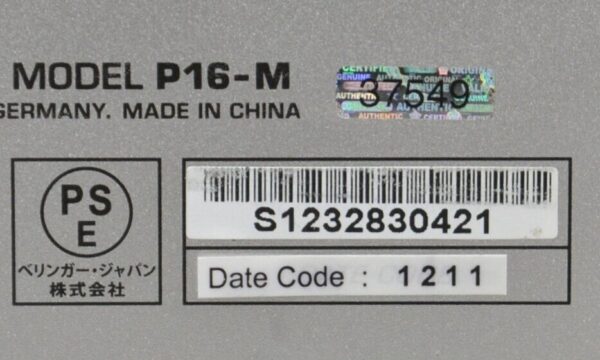 MODEL P16-M
GERMANY. MADE IN CHINA
37549
PS
E
ベリンガー・ジャパン
株式会社
S1232830421
Date Code : 1211